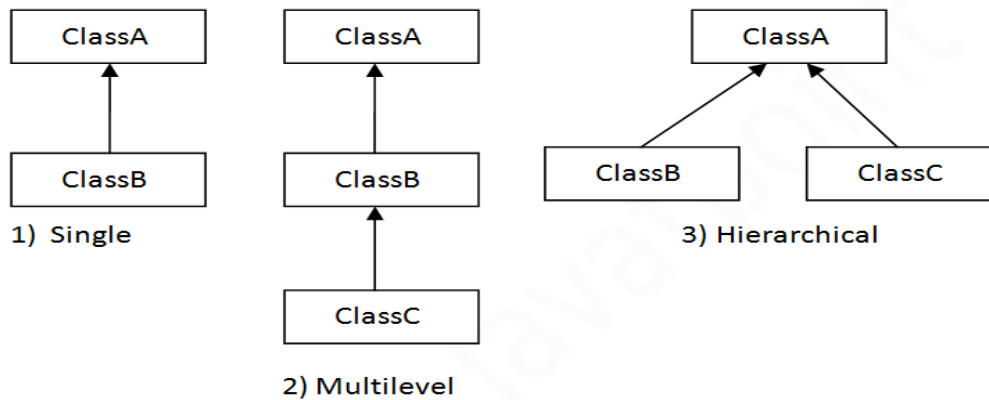 ClassA
ClassB
1) Single
ClassA
ClassB
ClassC
2) Multilevel
ClassA
ClassB
ClassC
3) Hierarchical